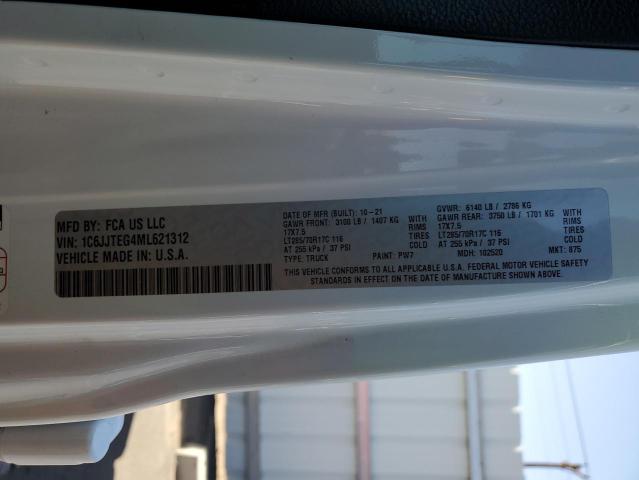 MFD BY: FCA US LLC
VIN: 1C6JJTEG4ML621312
VEHICLE MADE IN U.S.A.
DATE OF MFR (BUILT): 10-21
GAWR FRONT: 3100 LB / 1407 KG WITH
17X7.5 RIMS
LT285/70R17C 116 TIRES
AT 255 kPa / 37 PSI
TYPE: TRUCK PAINT: PW7
GVWR: 6140 LB / 2786 KG
GAWR REAR: 3750 LB / 1701 KG WITH
17X7.5 RIMS
LT285/70R17C 116 TIRES
AT 255 kPa / 37 PSI
MDH: 102520 MKT: 875
THIS VEHICLE CONFORMS TO ALL APPLICABLE U.S.A. FEDERAL MOTOR VEHICLE SAFETY
STANDARDS IN EFFECT ON THE DATE OF MANUFACTURE SHOWN ABOVE.